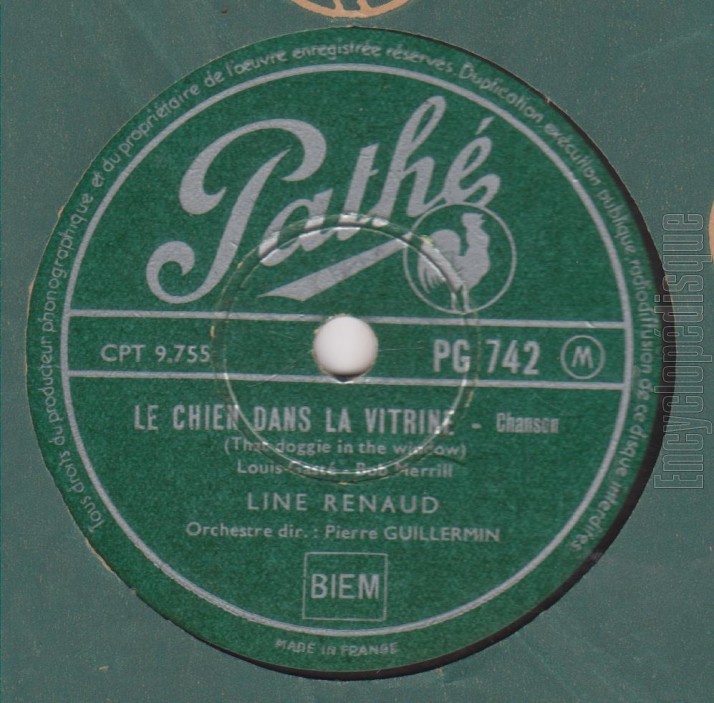 Tous droits du producteur phonographique et du propriétaire de l'œuvre enregistrée réservés. Duplication, exécution publique, radiodiffusion de ce disque interdites
Pathé
CPT 9.755
PG 742 M
LE CHIEN DANS LA VITRINE - Chanson
(That doggie in the window)
Louis Gasté - Bob Merrill
LINE RENAUD
Orchestre dir. : Pierre GUILLERMIN
BIEM
MADE IN FRANCE
Encyclopédisque